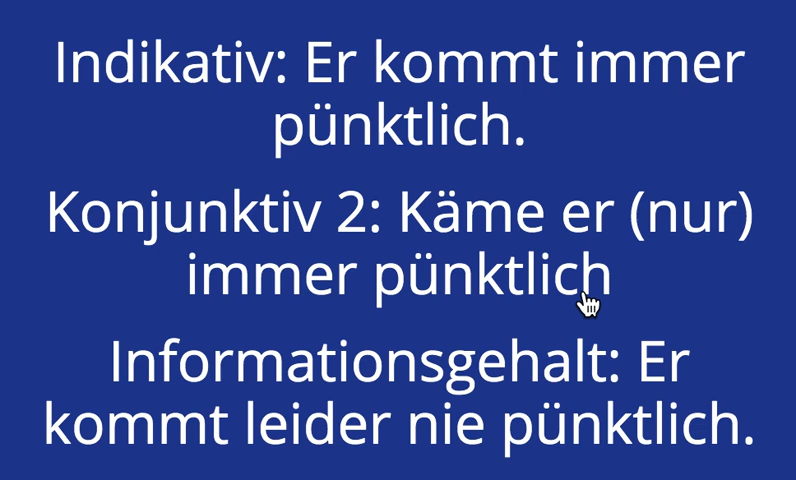 Indikativ: Er kommt immer
pünktlich.
Konjunktiv 2: Käme er (nur)
immer pünktlich
Informationsgehalt: Er
kommt leider nie pünktlich.